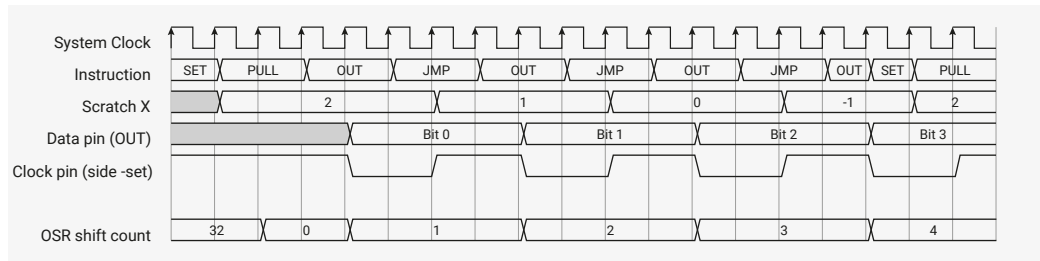 System Clock
Instruction SET PULL OUT JMP OUT JMP OUT JMP OUT SET PULL
Scratch X 2 1 0 -1 2
Data pin (OUT) Bit 0 Bit 1 Bit 2 Bit 3
Clock pin (side -set)
OSR shift count 32 0 1 2 3 4